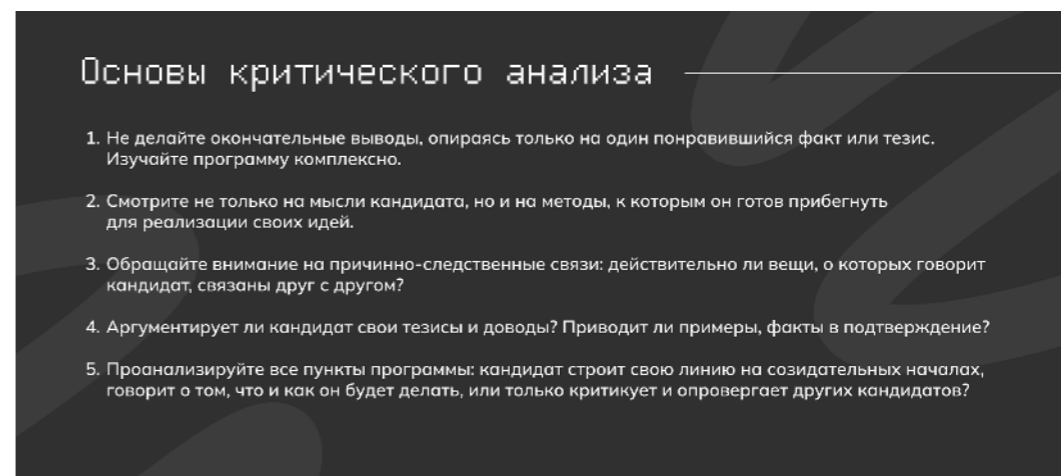 Основы критического анализа
1. Не делайте окончательные выводы, опираясь только на один понравившийся факт или тезис.
Изучайте программу комплексно.
2. Смотрите не только на мысли кандидата, но и на методы, к которым он готов прибегнуть
для реализации своих идей.
3. Обращайте внимание на причинно-следственные связи: действительно ли вещи, о которых говорит
кандидат, связаны друг с другом?
4. Аргументирует ли кандидат свои тезисы и доводы? Приводит ли примеры, факты в подтверждение?
5. Проанализируйте все пункты программы: кандидат строит свою линию на созидательных началах,
говорит о том, что и как он будет делать, или только критикует и опровергает других кандидатов?